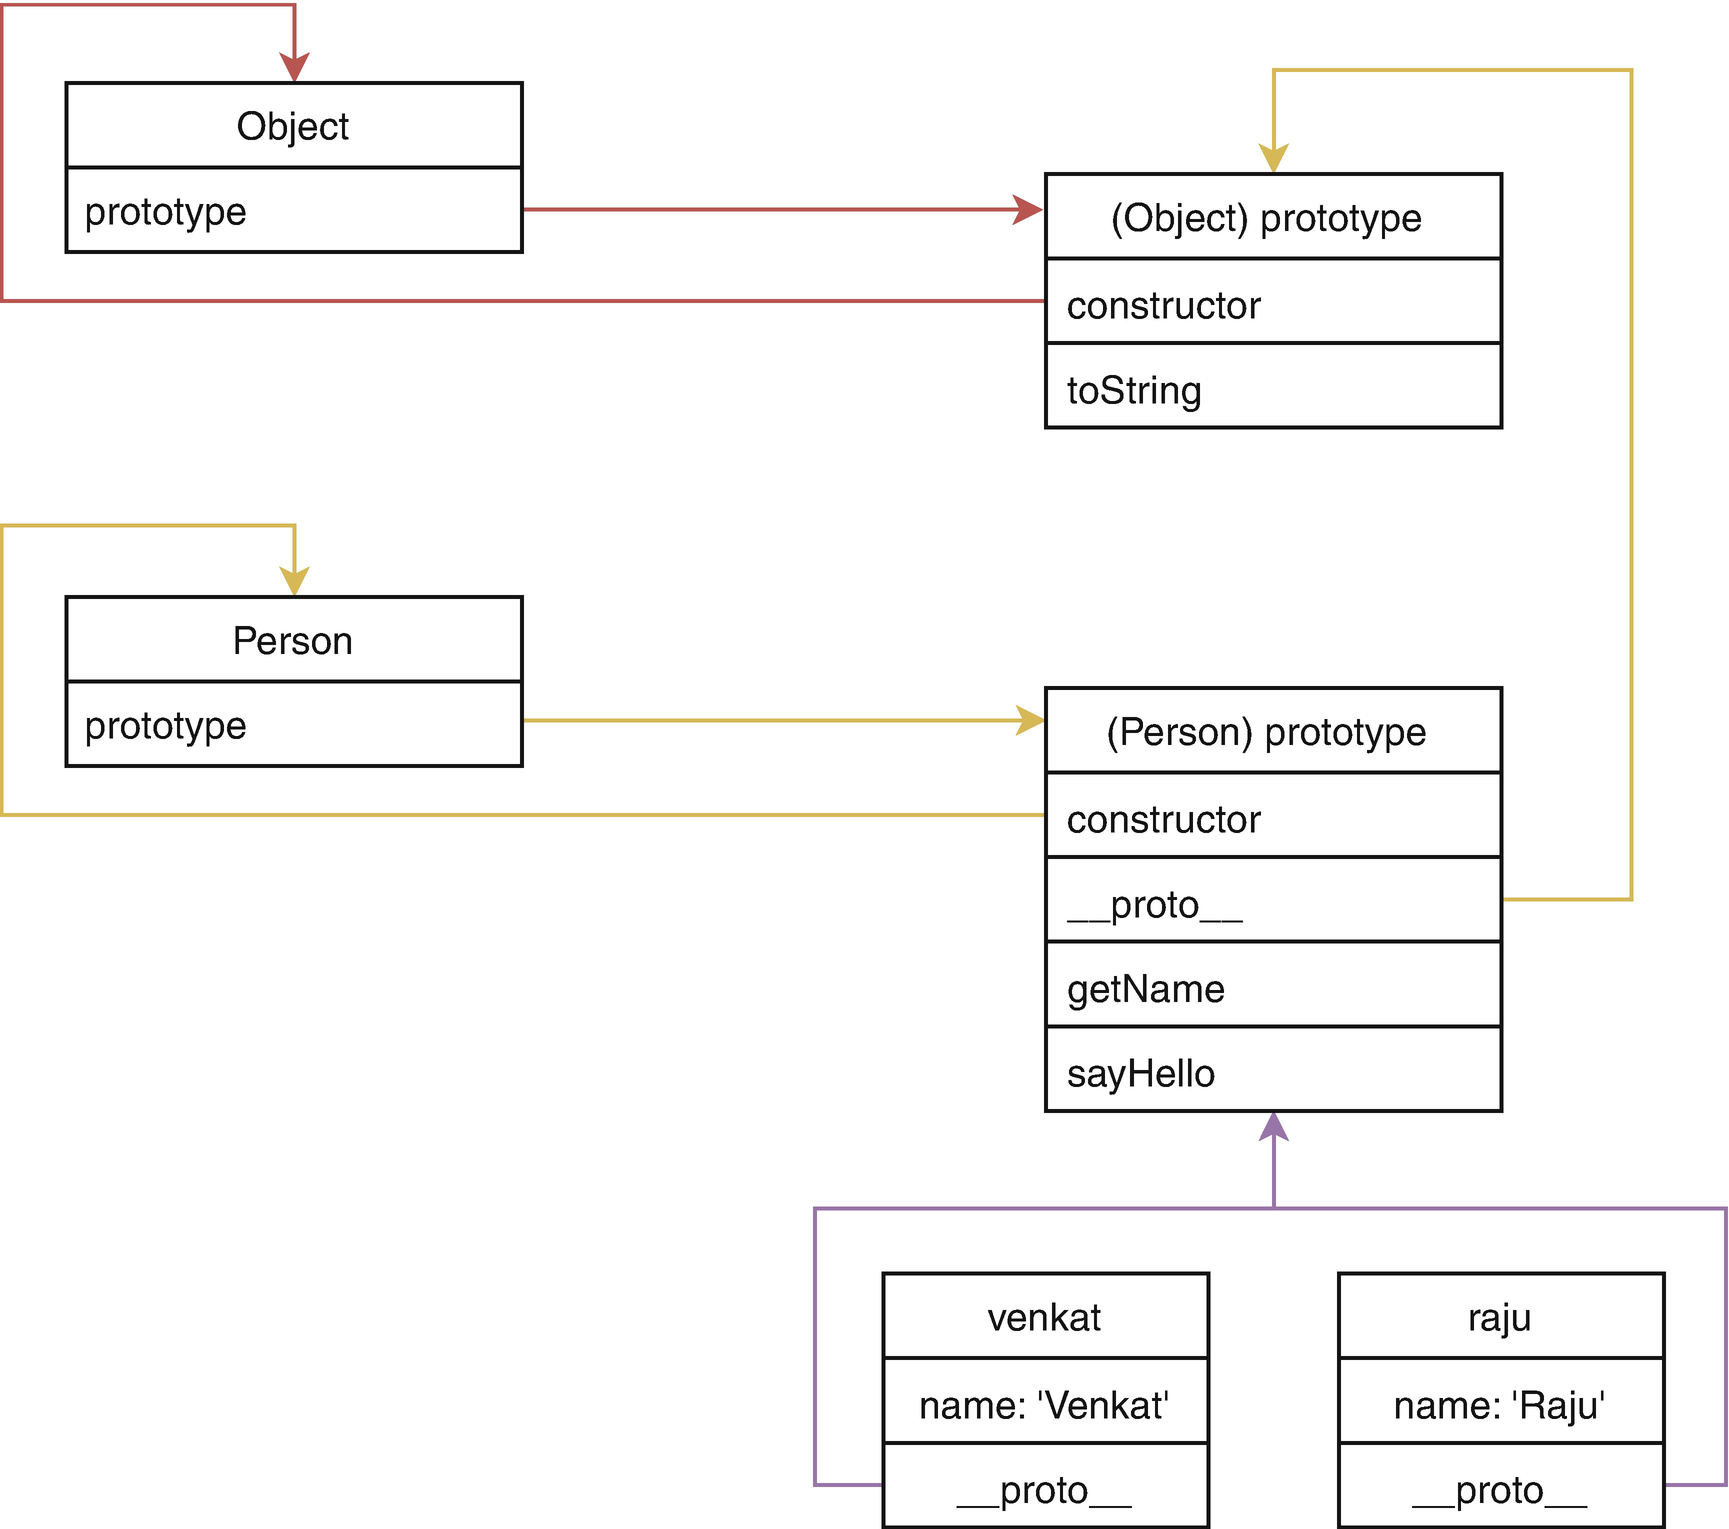 Object
prototype
(Object) prototype
constructor
toString
Person
prototype
(Person) prototype
constructor
__proto__
getName
sayHello
venkat
name: 'Venkat'
__proto__
raju
name: 'Raju'
__proto__